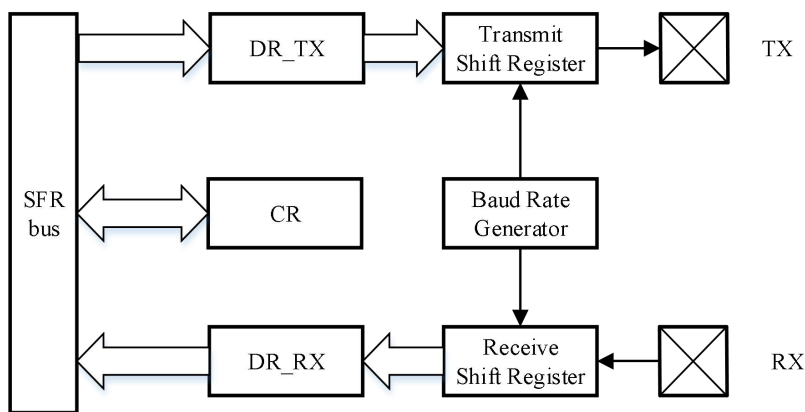 DR_TX
Transmit
Shift Register
TX
SFR
bus
CR
Baud Rate
Generator
DR_RX
Receive
Shift Register
RX